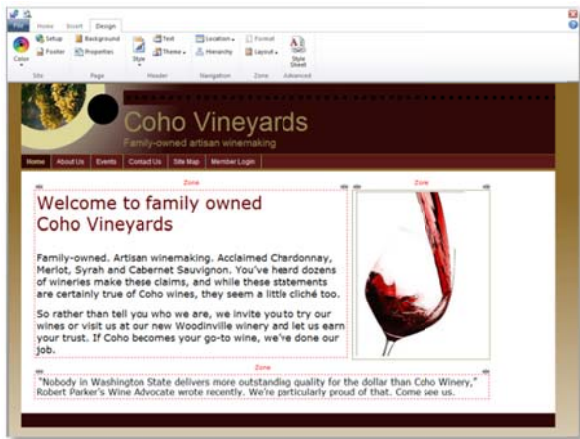 File Home Insert Design
Color Setup Footer Background Properties Style Text Theme Location Hierarchy Format Layout Style Sheet
Site Page Header Navigation Zone Advanced
Coho Vineyards
Family-owned artisan winemaking
Home About Us Events Contact Us Site Map Member Login
Zone Zone
Welcome to family owned
Coho Vineyards
Family-owned. Artisan winemaking. Acclaimed Chardonnay,
Merlot, Syrah and Cabernet Sauvignon. You've heard dozens
of wineries make these claims, and while these statements
are certainly true of Coho wines, they seem a little cliché too.
So rather than tell you who we are, we invite you to try our
wines or visit us at our new Woodinville winery and let us earn
your trust. If Coho becomes your go-to wine, we've done our
job.
Zone
"Nobody in Washington State delivers more outstanding quality for the dollar than Coho Winery,"
Robert Parker's Wine Advocate wrote recently. We're particularly proud of that. Come see us.